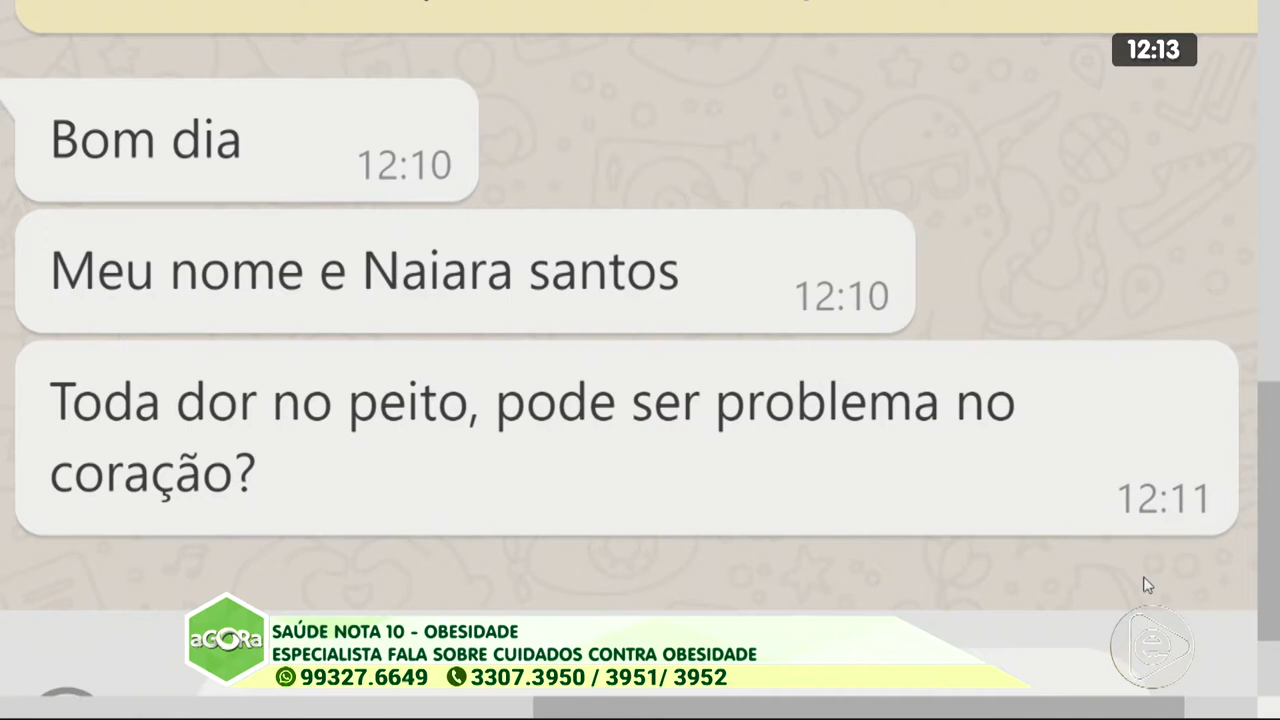 12:13
Bom dia
12:10
Meu nome e Naiara santos
12:10
Toda dor no peito, pode ser problema no
coração?
12:11
aGORa
SAÚDE NOTA 10 - OBESIDADE
ESPECIALISTA FALA SOBRE CUIDADOS CONTRA OBESIDADE
99327.6649 3307.3950 / 3951/ 3952